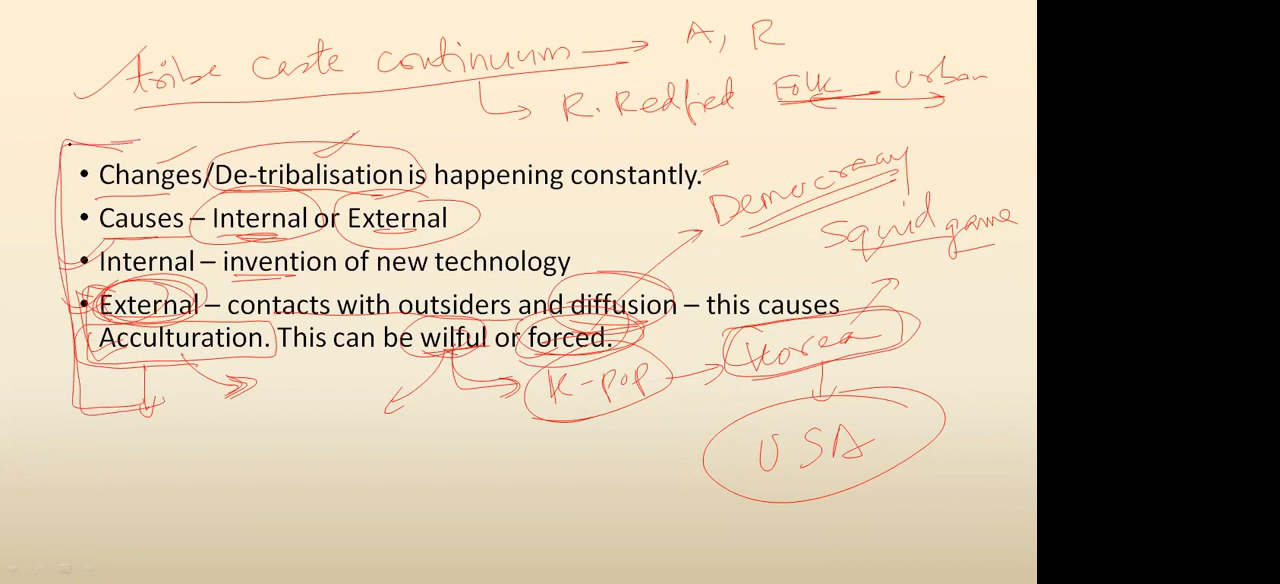 tribe caste continuum → A, R
R. Redfied Folk Urban
• Changes/De-tribalisation is happening constantly.
Democracy
• Causes – Internal or External
Squid game
• Internal – invention of new technology
• External – contacts with outsiders and diffusion – this causes
Acculturation. This can be wilful or forced.
Korea
K-pop
USA